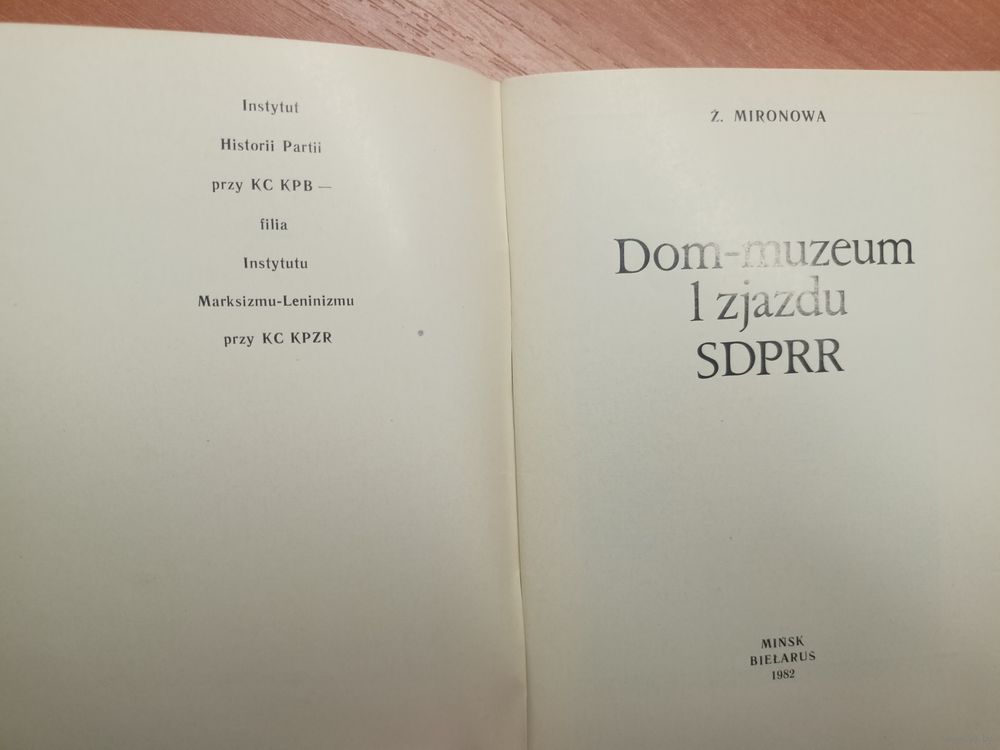 Instytut
Historii Partii
przy KC KPB —
filia
Instytutu
Marksizmu-Leninizmu
przy KC KPZR
Ż. MIRONOWA
Dom-muzeum
I zjazdu
SDPRR
MIŃSK
BIEŁARUŚ
1982